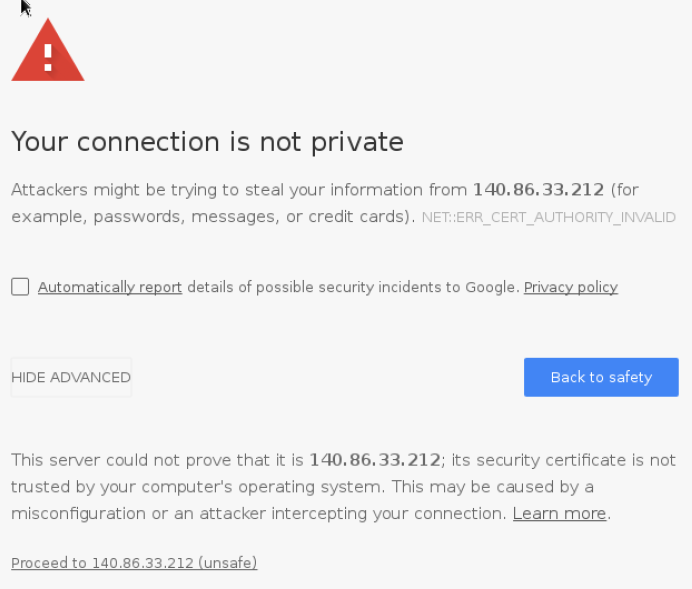 Your connection is not private
Attackers might be trying to steal your information from 140.86.33.212 (for
example, passwords, messages, or credit cards). NET::ERR_CERT_AUTHORITY_INVALID
Automatically report details of possible security incidents to Google. Privacy policy
HIDE ADVANCED
Back to safety
This server could not prove that it is 140.86.33.212; its security certificate is not
trusted by your computer's operating system. This may be caused by a
misconfiguration or an attacker intercepting your connection. Learn more.
Proceed to 140.86.33.212 (unsafe)